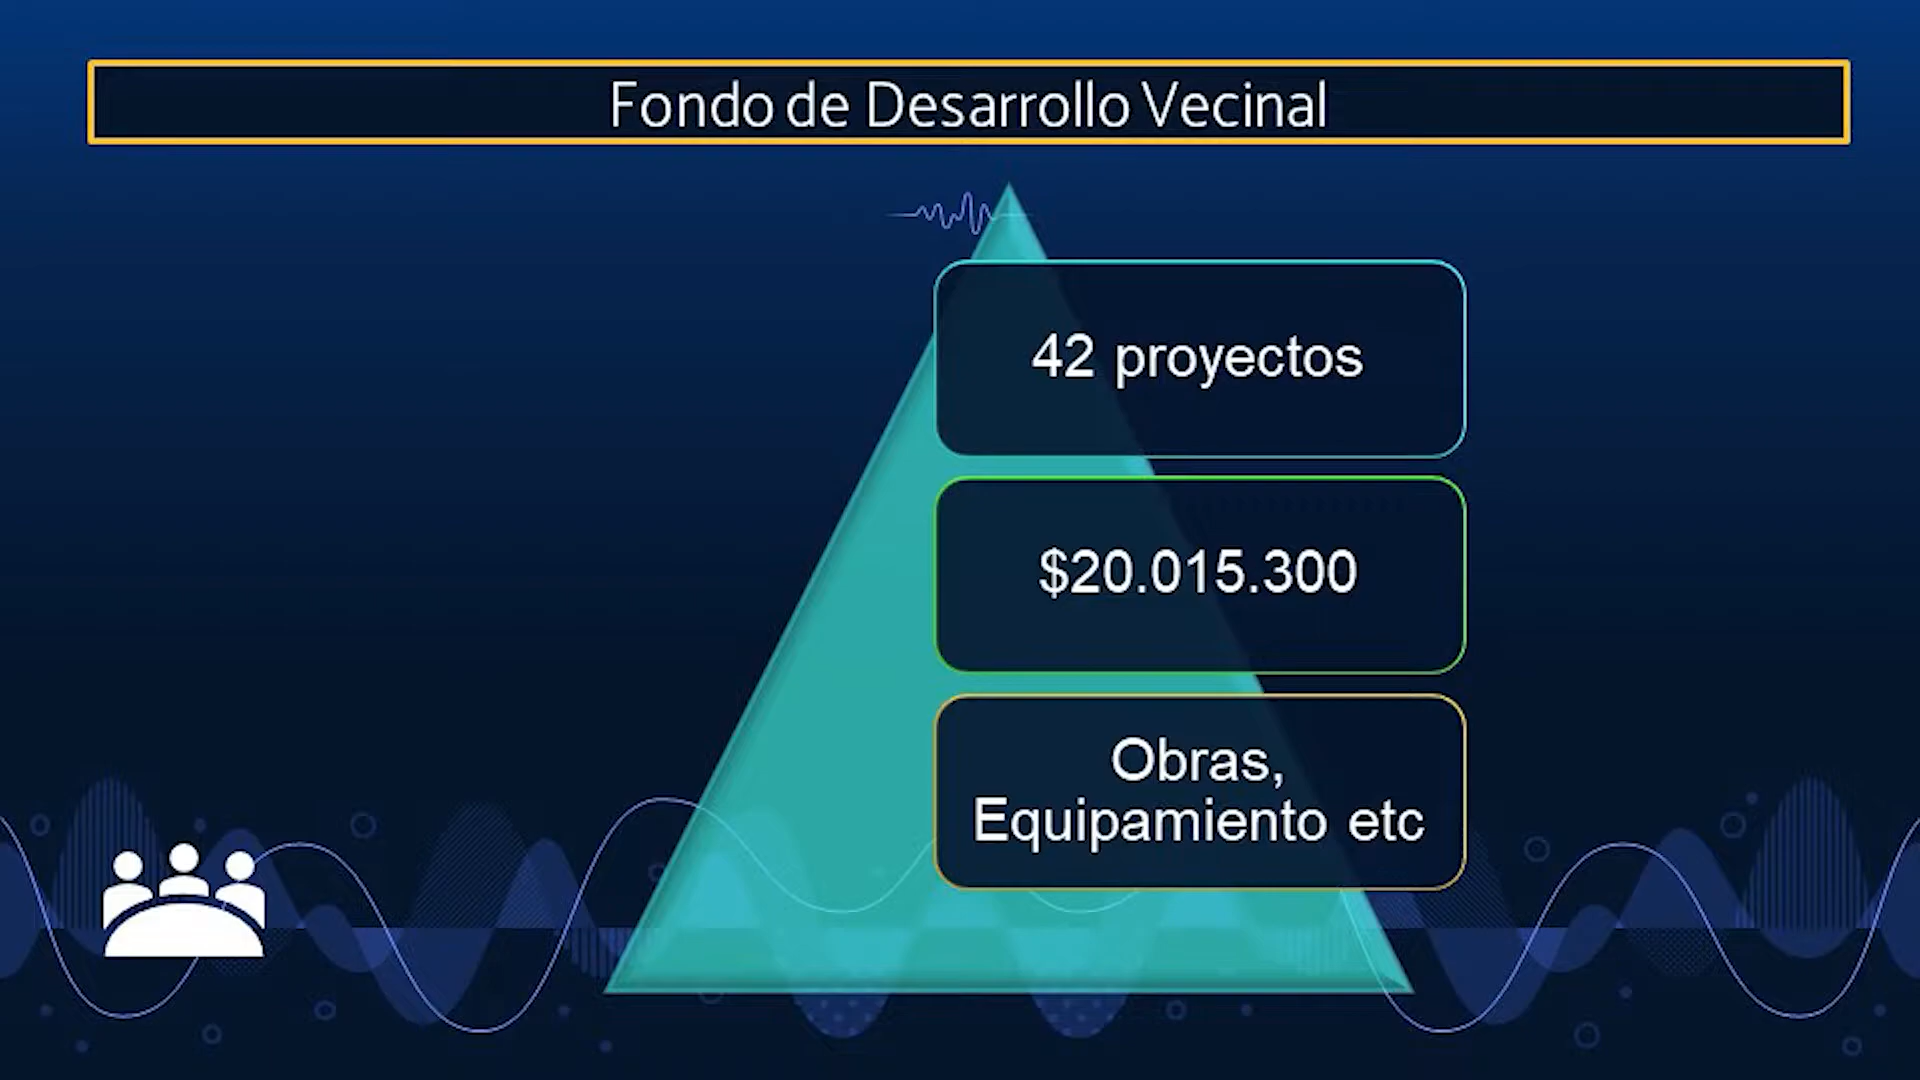 Fondo de Desarrollo Vecinal
42 proyectos
$20.015.300
Obras,
Equipamiento etc